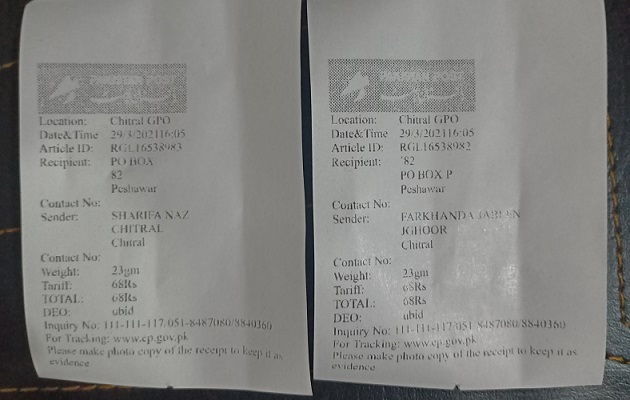 PAKISTAN POST
Location: Chitral GPO
Date&Time 29/3/202116:05
Article ID: RGL16538983
Recipient: PO BOX
82
Peshawar
Contact No:
Sender: SHARIFA NAZ
CHITRAL
Chitral
Contact No:
Weight: 23gm
Tariff: 68Rs
TOTAL: 68Rs
DEO: ubid
Inquiry No: 111-111-117/051-8487080/8840360
For Tracking: www.ep.gov.pk
Please make photo copy of the receipt to keep it as
evidence
PAKISTAN POST
Location: Chitral GPO
Date&Time 29/3/202116:05
Article ID: RGL16538982
Recipient: '82
PO BOX P
Peshawar
Contact No:
Sender: FARKHANDA JABEEN
JGHOOR
Chitral
Contact No:
Weight: 23gm
Tariff: 68Rs
TOTAL: 68Rs
DEO: ubid
Inquiry No: 111-111-117/051-8487080/8840360
For Tracking: www.ep.gov.pk
Please make photo copy of the receipt to keep it as
evidence